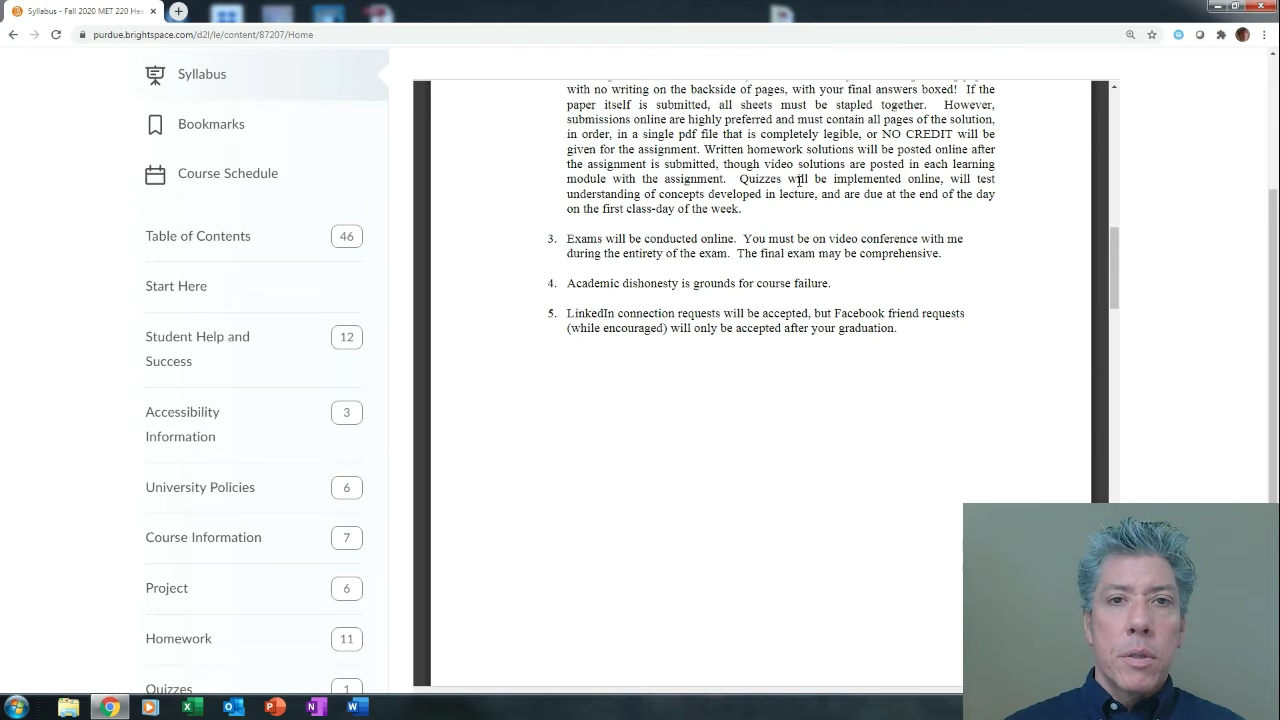 Syllabus - Fall 2020 MET 220 Hea
purdue.brightspace.com/d2l/le/content/87207/Home
Syllabus
Bookmarks
Course Schedule
Table of Contents 46
Start Here
Student Help and 12
Success
Accessibility 3
Information
University Policies 6
Course Information 7
Project 6
Homework 11
Quizzes 1
with no writing on the backside of pages, with your final answers boxed! If the
paper itself is submitted, all sheets must be stapled together. However,
submissions online are highly preferred and must contain all pages of the solution,
in order, in a single pdf file that is completely legible, or NO CREDIT will be
given for the assignment. Written homework solutions will be posted online after
the assignment is submitted, though video solutions are posted in each learning
module with the assignment. Quizzes will be implemented online, will test
understanding of concepts developed in lecture, and are due at the end of the day
on the first class-day of the week.
3. Exams will be conducted online. You must be on video conference with me
during the entirety of the exam. The final exam may be comprehensive.
4. Academic dishonesty is grounds for course failure.
5. LinkedIn connection requests will be accepted, but Facebook friend requests
(while encouraged) will only be accepted after your graduation.